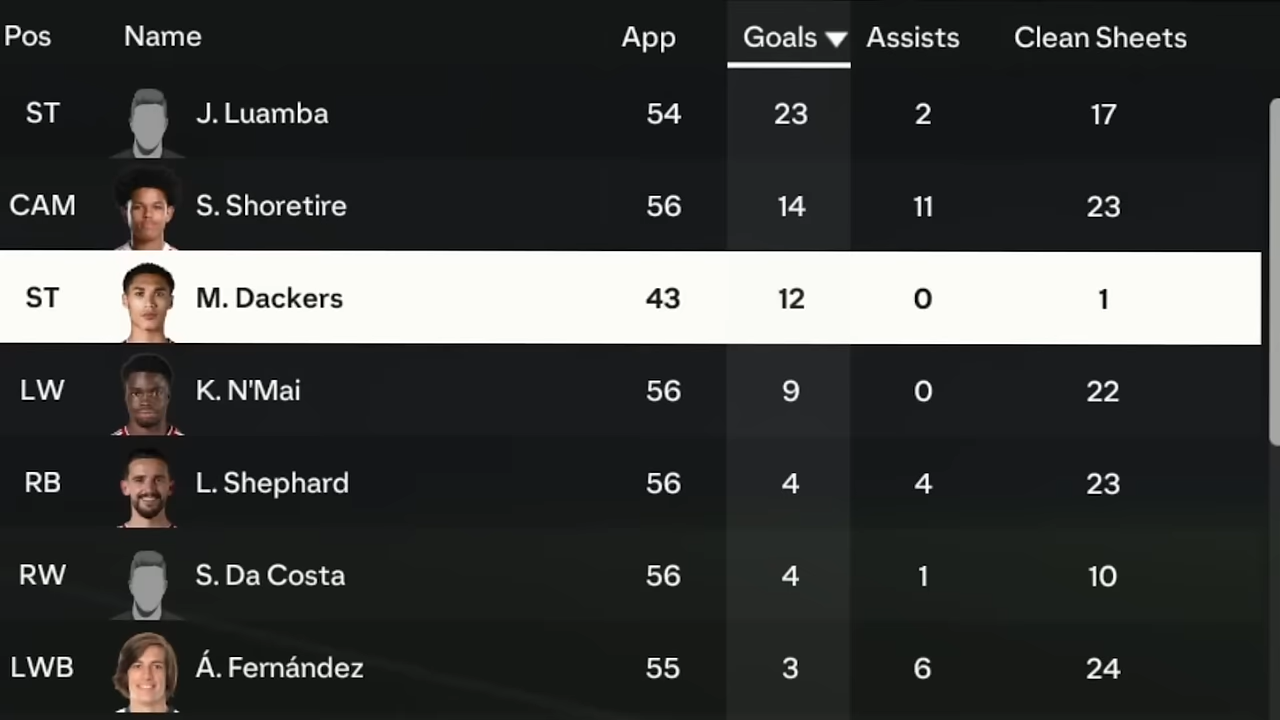 Pos Name App Goals Assists Clean Sheets
ST J. Luamba 54 23 2 17
CAM S. Shoretire 56 14 11 23
ST M. Dackers 43 12 0 1
LW K. N'Mai 56 9 0 22
RB L. Shephard 56 4 4 23
RW S. Da Costa 56 4 1 10
LWB Á. Fernández 55 3 6 24